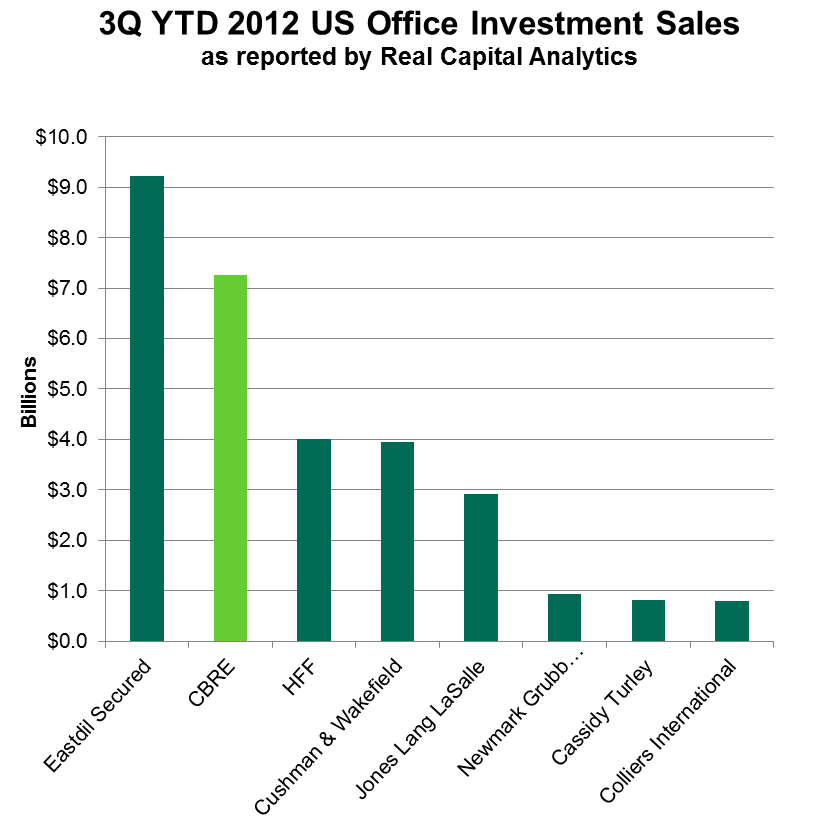 3Q YTD 2012 US Office Investment Sales
as reported by Real Capital Analytics
$10.0
$9.0
$8.0
$7.0
$6.0
$5.0
$4.0
$3.0
$2.0
$1.0
$0.0
Billions
Eastdil Secured
CBRE
HFF
Cushman & Wakefield
Jones Lang LaSalle
Newmark Grubb…
Cassidy Turley
Colliers International